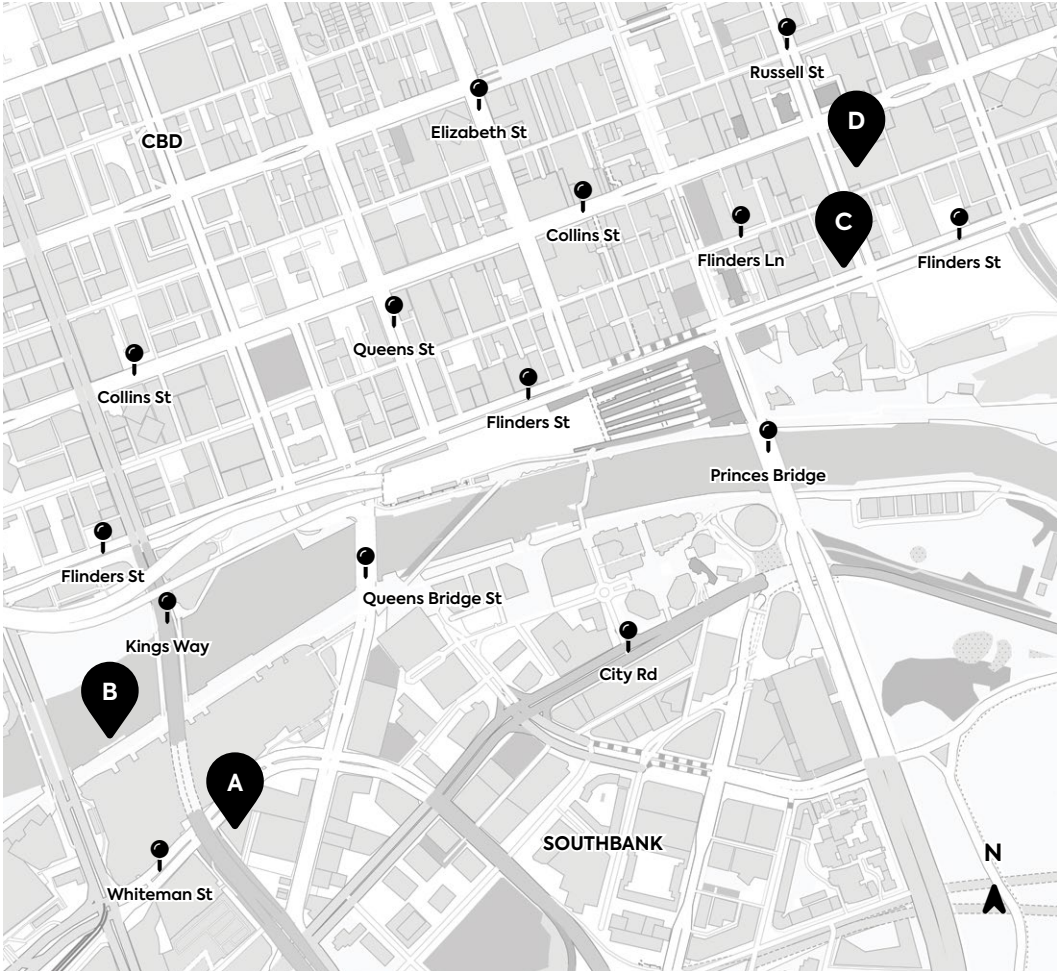 Russell St
Elizabeth St
D
CBD
Collins St
C
Flinders Ln
Flinders St
Queens St
Collins St
Flinders St
Princes Bridge
Flinders St
Queens Bridge St
Kings Way
City Rd
B
A
SOUTHBANK
N
Whiteman St